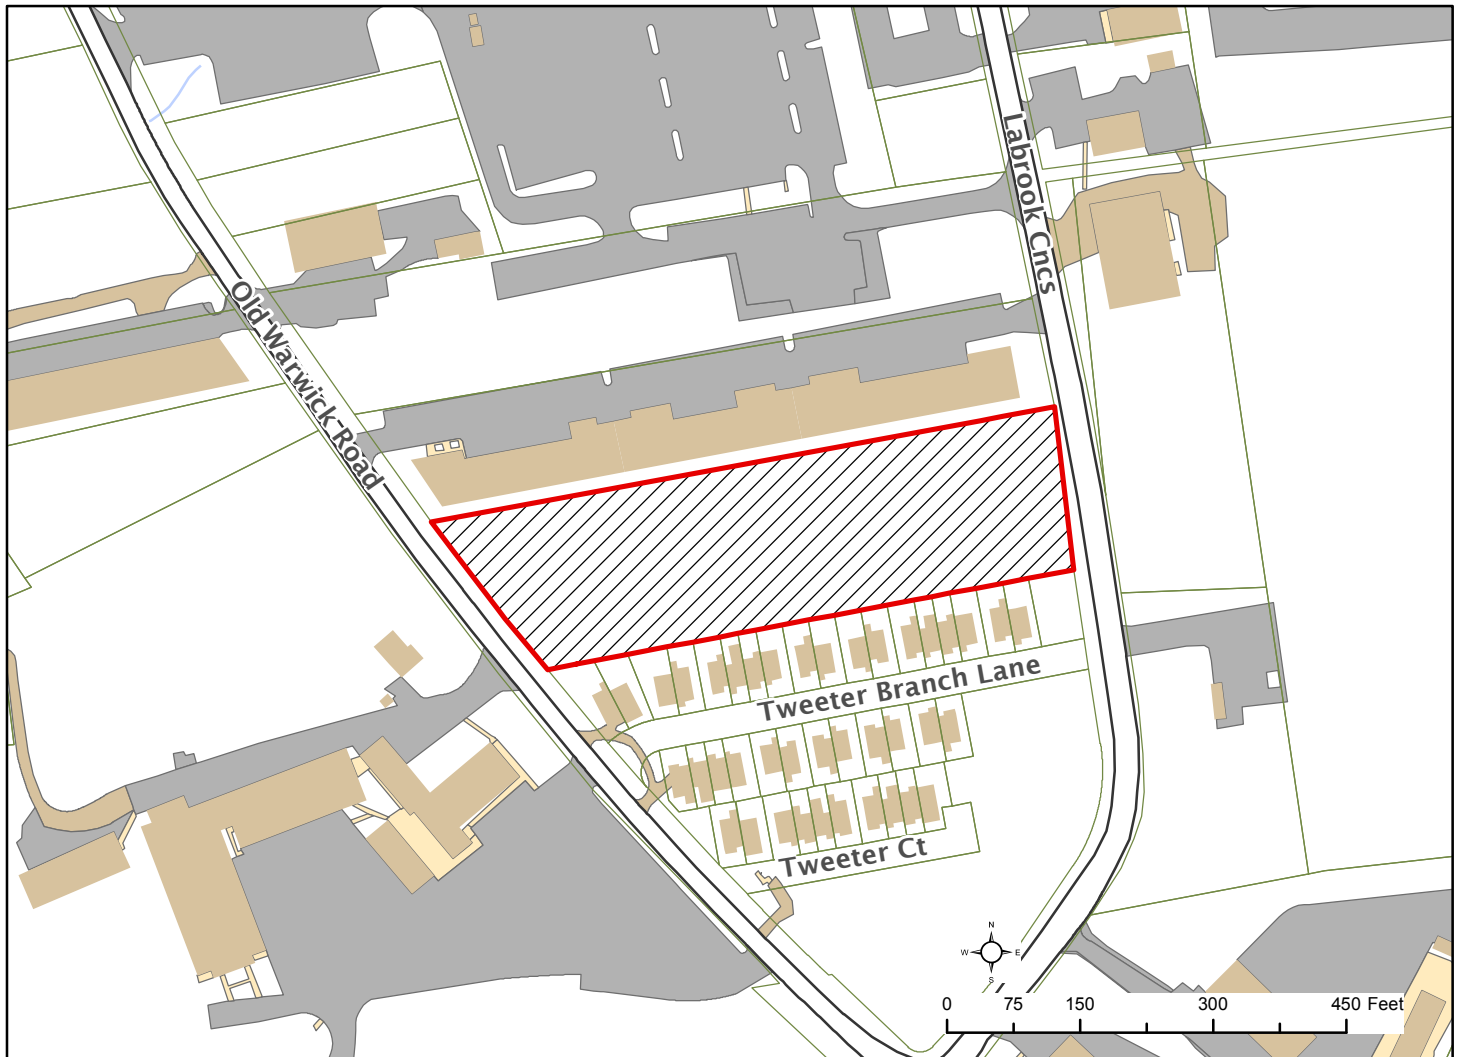 Labrook Cncs
Old Warwick Road
Tweeter Branch Lane
Tweeter Ct
N
W E
S
0 75 150 300 450 Feet